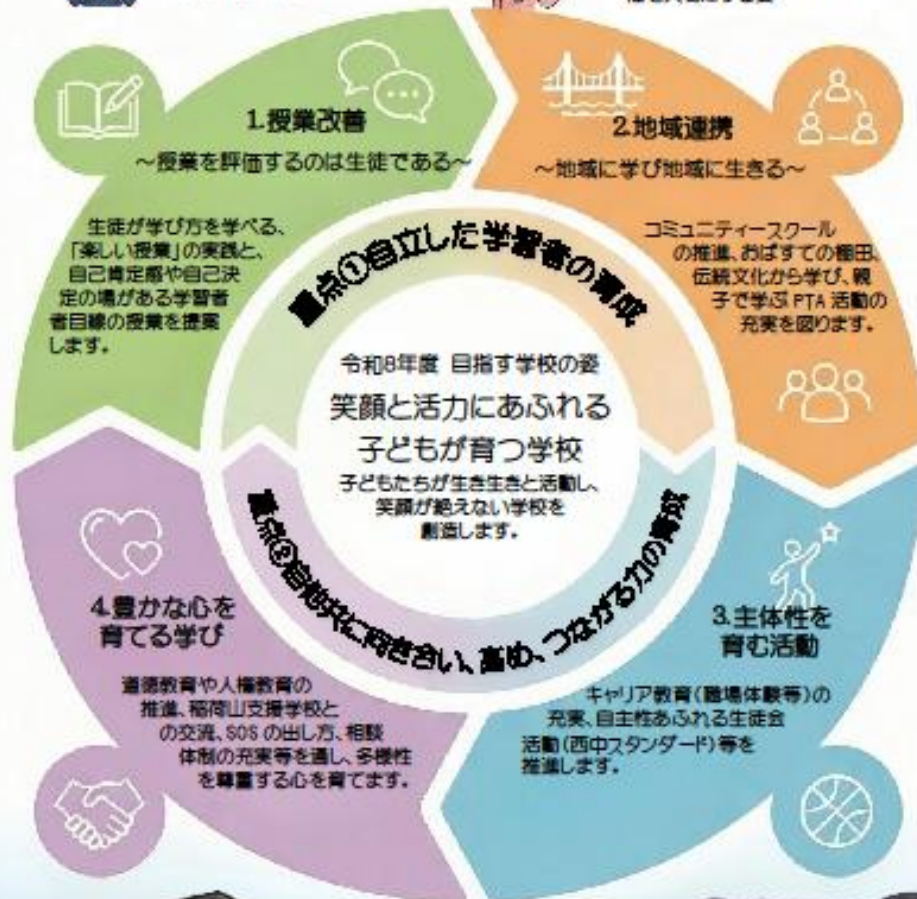 1.授業改善
～授業を評価するのは生徒である～
生徒が学び方を学べる、
「楽しい授業」の実践と、
自己肯定感や自己決
定の場がある学習者
者目線の授業を提案
します。
2.地域連携
～地域に学び地域に生きる～
コミュニティースクール
の推進、おばすての棚田、
伝統文化から学び、親
子で学ぶ PTA 活動の
充実を図ります。
重点①自立した学習者の育成
令和8年度 目指す学校の姿
笑顔と活力にあふれる
子どもが育つ学校
子どもたちが生き生きと活動し、
笑顔が絶えない学校を
創造します。
重点②自他共に向き合い、高め、つながる力の育成
3.主体性を
育む活動
キャリア教育(職場体験等)の
充実、自主性あふれる生徒会
活動(西中スタンダード)等を
推進します。
4.豊かな心を
育てる学び
道徳教育や人権教育の
推進、稲荷山支援学校と
の交流、SOS の出し方、相談
体制の充実等を通し、多様性
を尊重する心を育てます。